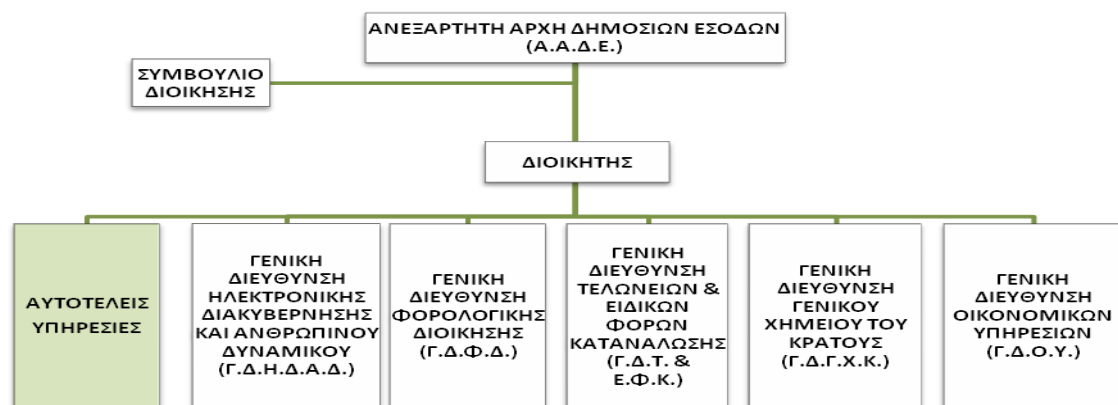 ΑΝΕΞΑΡΤΗΤΗ ΑΡΧΗ ΔΗΜΟΣΙΩΝ ΕΣΟΔΩΝ
(Α.Α.Δ.Ε.)
ΣΥΜΒΟΥΛΙΟ
ΔΙΟΙΚΗΣΗΣ
ΔΙΟΙΚΗΤΗΣ
ΑΥΤΟΤΕΛΕΙΣ
ΥΠΗΡΕΣΙΕΣ
ΓΕΝΙΚΗ
ΔΙΕΥΘΥΝΣΗ
ΗΛΕΚΤΡΟΝΙΚΗΣ
ΔΙΑΚΥΒΕΡΝΗΣΗΣ
ΚΑΙ ΑΝΘΡΩΠΙΝΟΥ
ΔΥΝΑΜΙΚΟΥ
(Γ.Δ.Η.Δ.Α.Δ.)
ΓΕΝΙΚΗ
ΔΙΕΥΘΥΝΣΗ
ΦΟΡΟΛΟΓΙΚΗΣ
ΔΙΟΙΚΗΣΗΣ
(Γ.Δ.Φ.Δ.)
ΓΕΝΙΚΗ
ΔΙΕΥΘΥΝΣΗ
ΤΕΛΩΝΕΙΩΝ &
ΕΙΔΙΚΩΝ
ΦΟΡΩΝ
ΚΑΤΑΝΑΛΩΣΗΣ
(Γ.Δ.Τ. &
Ε.Φ.Κ.)
ΓΕΝΙΚΗ
ΔΙΕΥΘΥΝΣΗ
ΓΕΝΙΚΟΥ
ΧΗΜΕΙΟΥ ΤΟΥ
ΚΡΑΤΟΥΣ
(Γ.Δ.Γ.Χ.Κ.)
ΓΕΝΙΚΗ
ΔΙΕΥΘΥΝΣΗ
ΟΙΚΟΝΟΜΙΚΩΝ
ΥΠΗΡΕΣΙΩΝ
(Γ.Δ.Ο.Υ.)